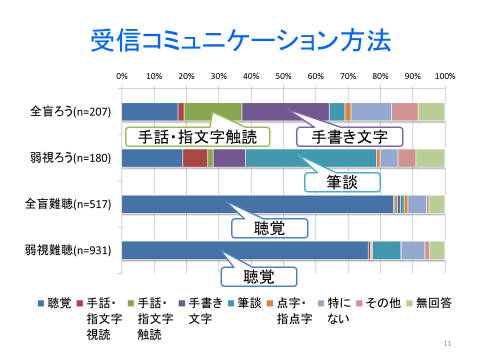 受信コミュニケーション方法
0% 10% 20% 30% 40% 50% 60% 70% 80% 90% 100%
全盲ろう(n=207)
手話・指文字触読 手書き文字
弱視ろう(n=180)
筆談
全盲難聴(n=517)
聴覚
弱視難聴(n=931)
聴覚
聴覚 手話・ 手話・ 手書き 筆談 点字・ 特に その他 無回答
指文字 指文字 文字 指点字 ない
視読 触読
11